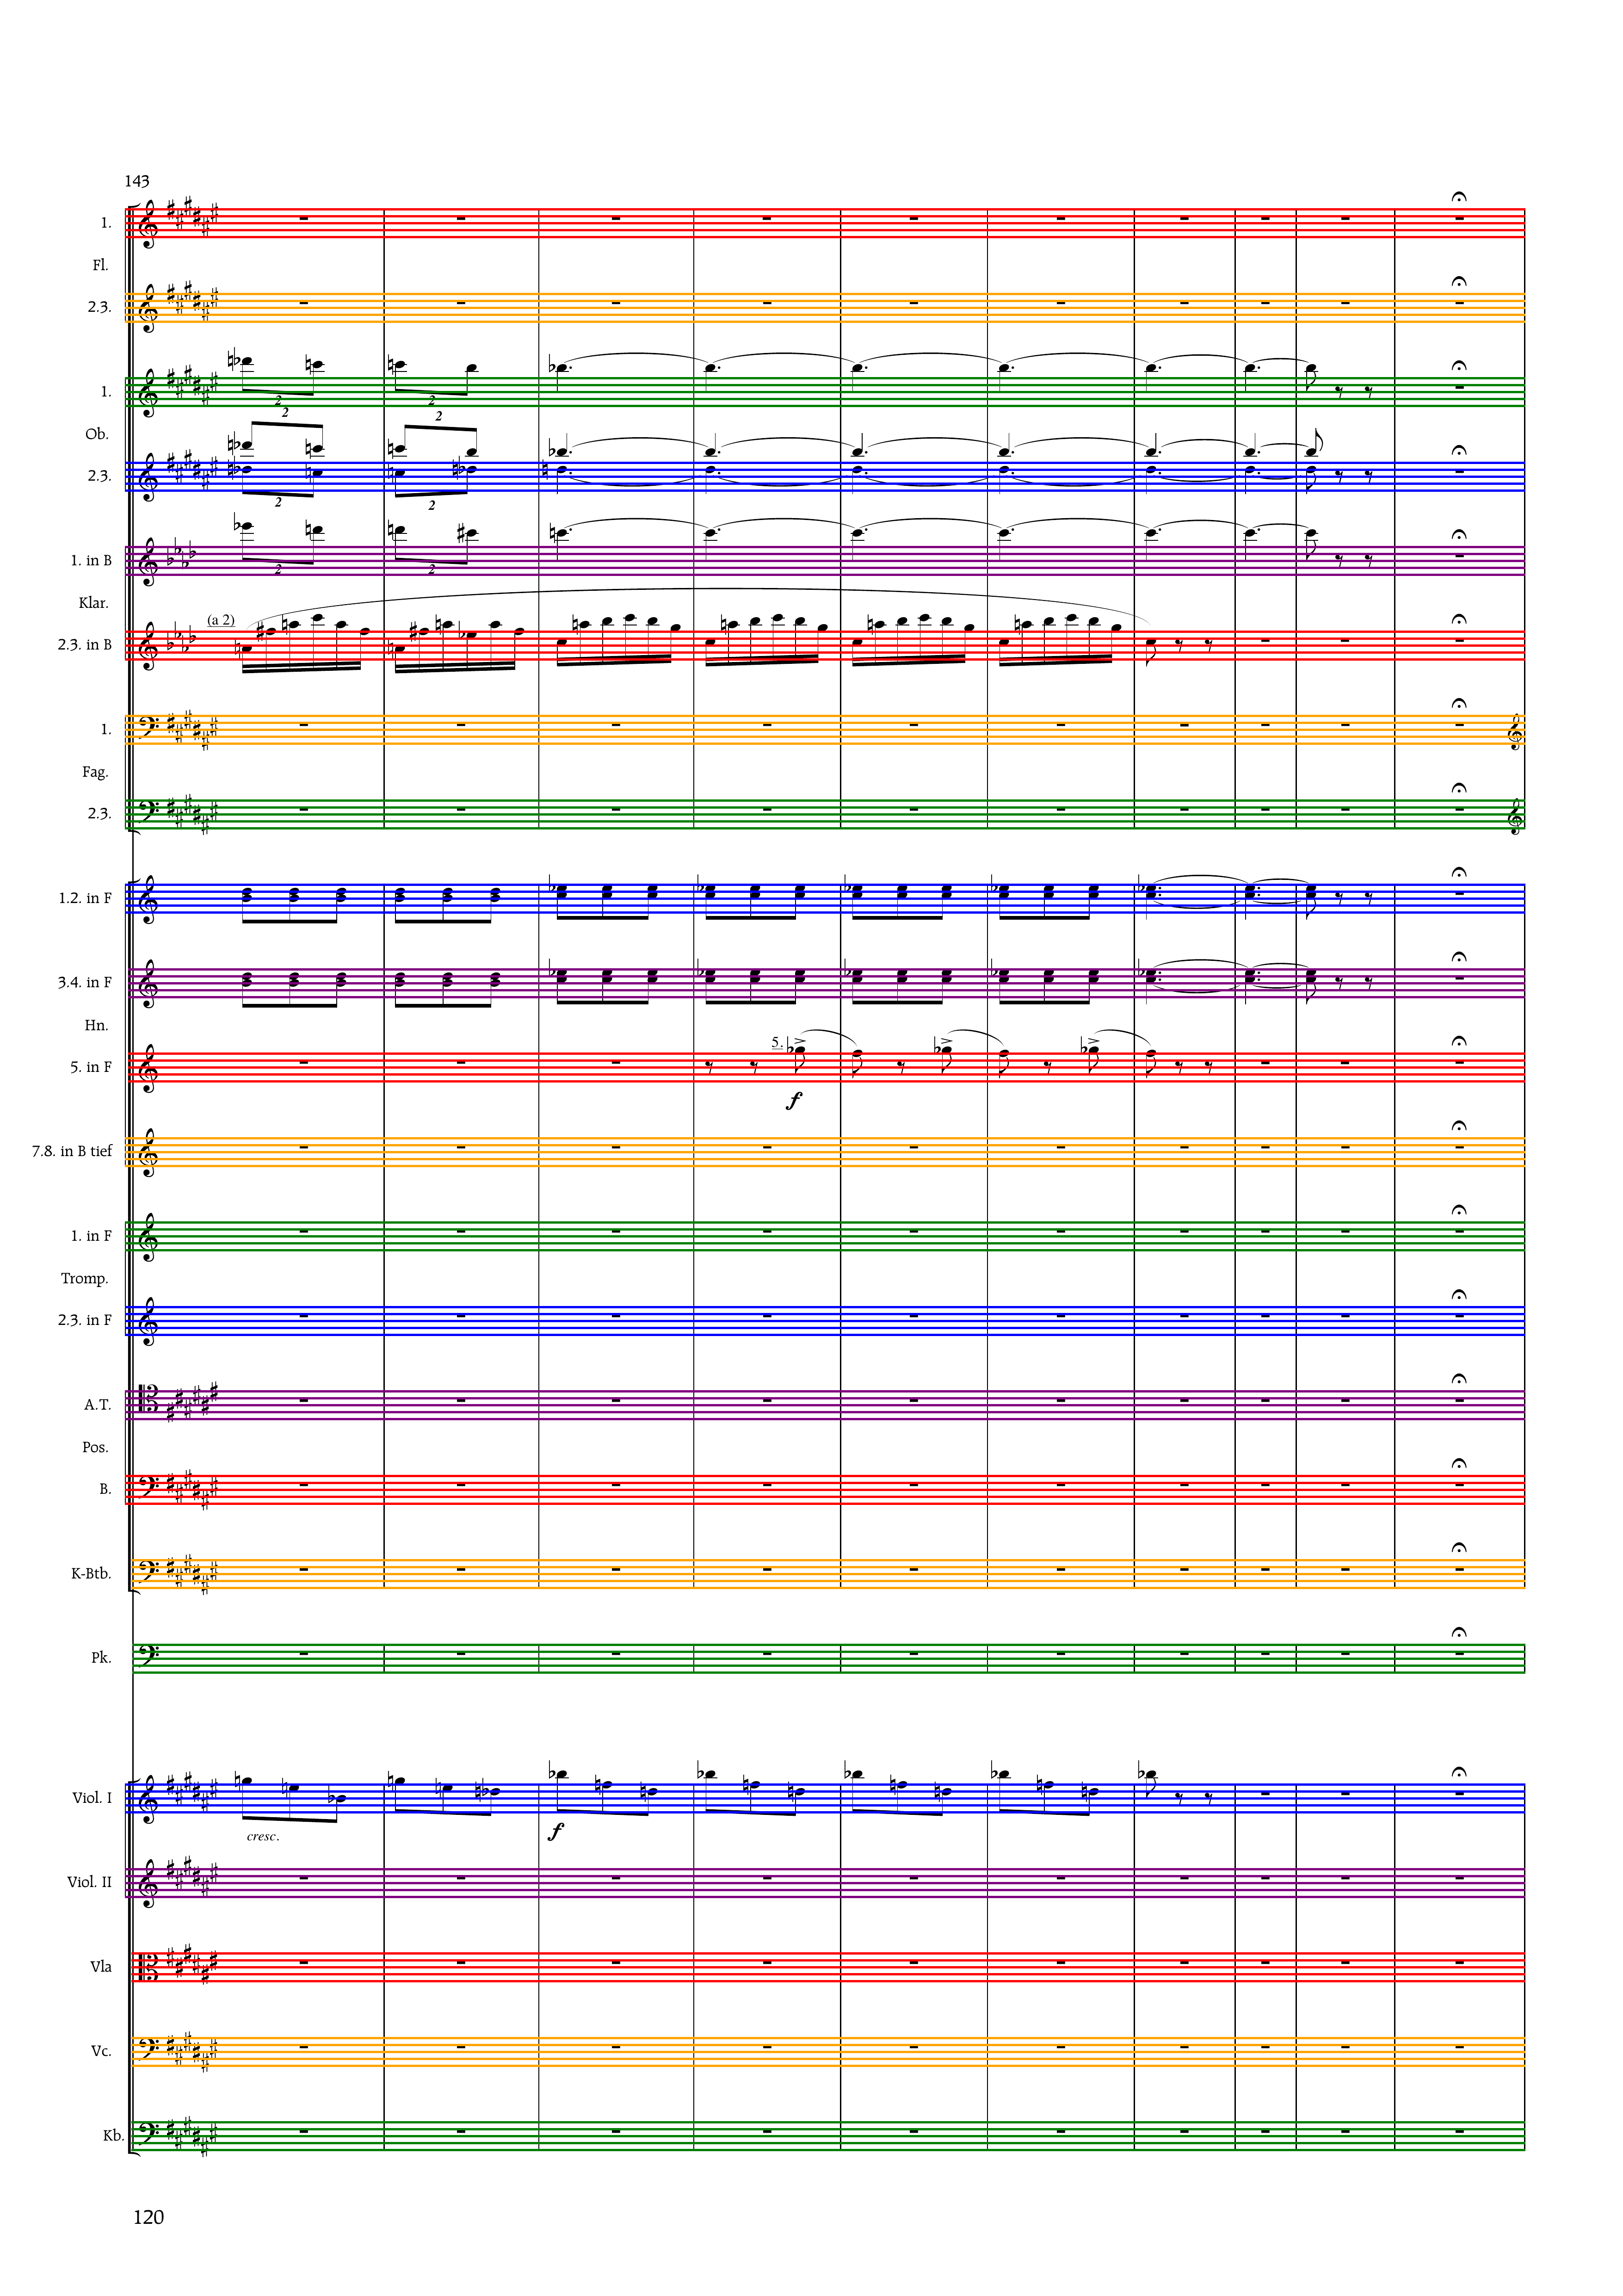 143
1.
Fl.
2.3.
1.
2 2
2
2
Ob.
2.3.
2 2
1. in B
2 2
Klar.
(a 2)
2.3. in B
1.
Fag.
2.3.
1.2. in F
3.4. in F
Hn.
5.
5. in F
f
7.8. in B tief
1. in F
Tromp.
2.3. in F
A.T.
Pos.
B.
K-Btb.
Pk.
Viol. I
cresc. f
Viol. II
Vla
Vc.
Kb.
120